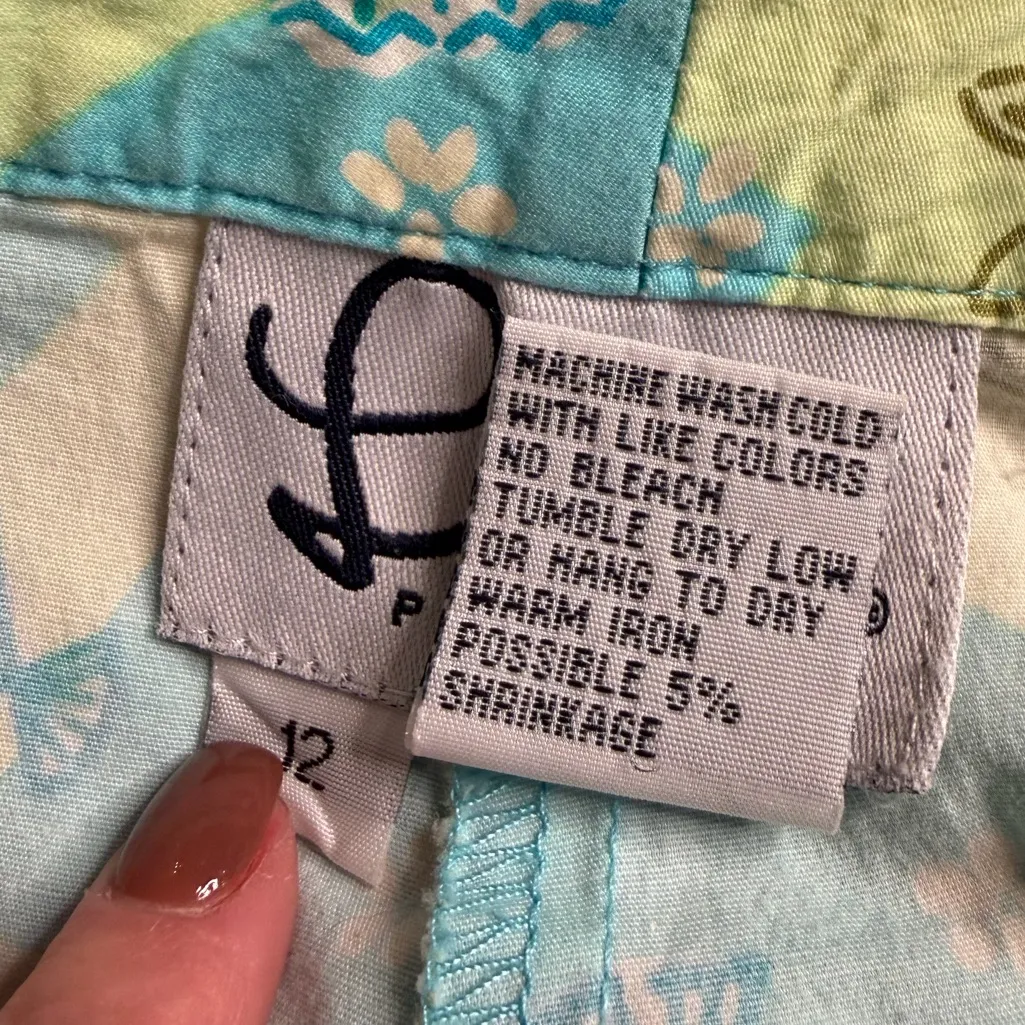 L
P
®
MACHINE WASH COLD
WITH LIKE COLORS
NO BLEACH
TUMBLE DRY LOW
OR HANG TO DRY
WARM IRON
POSSIBLE 5%
SHRINKAGE
12